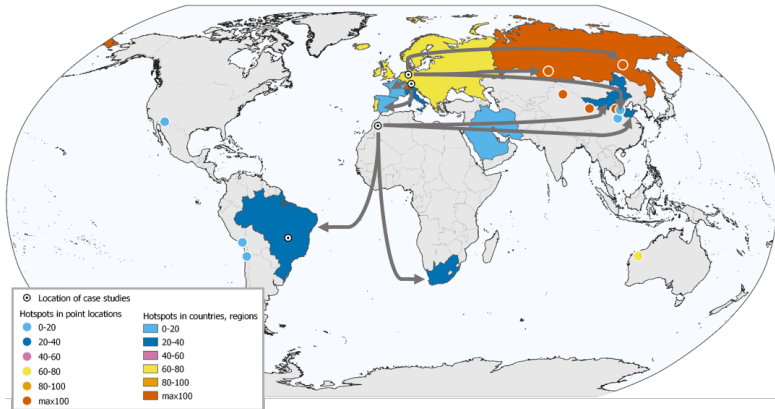 Location of case studies
Hotspots in point locations
0-20
20-40
40-60
60-80
80-100
max100
Hotspots in countries, regions
0-20
20-40
40-60
60-80
80-100
max100